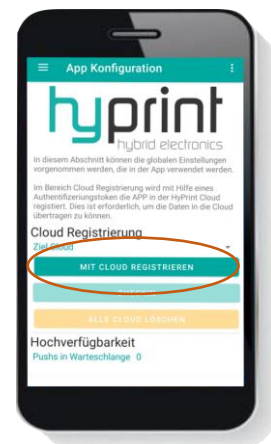 App Konfiguration
hyprint
hybrid electronics
In diesem Abschnitt können die globalen Einstellungen
vorgenommen werden, die in der App verwendet werden.
Im Bereich Cloud Registrierung wird mit Hilfe eines
Authentifizierungstoken die APP in der HyPrint Cloud
registiert. Dies ist erforderlich, um die Daten in die Cloud
übertragen zu können.
Cloud Registrierung
Ziel Cloud
MIT CLOUD REGISTRIEREN
ALLE CLOUD LÖSCHEN
Hochverfügbarkeit
Pushs in Warteschlange 0